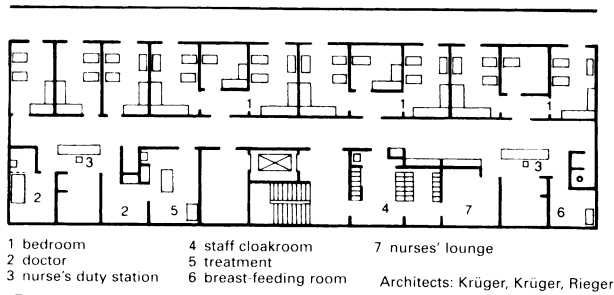 1
1
1
3
3
2
2
5
4
7
6
1 bedroom
2 doctor
3 nurse's duty station
4 staff cloakroom
5 treatment
6 breast-feeding room
7 nurses' lounge
Architects: Krüger, Krüger, Rieger